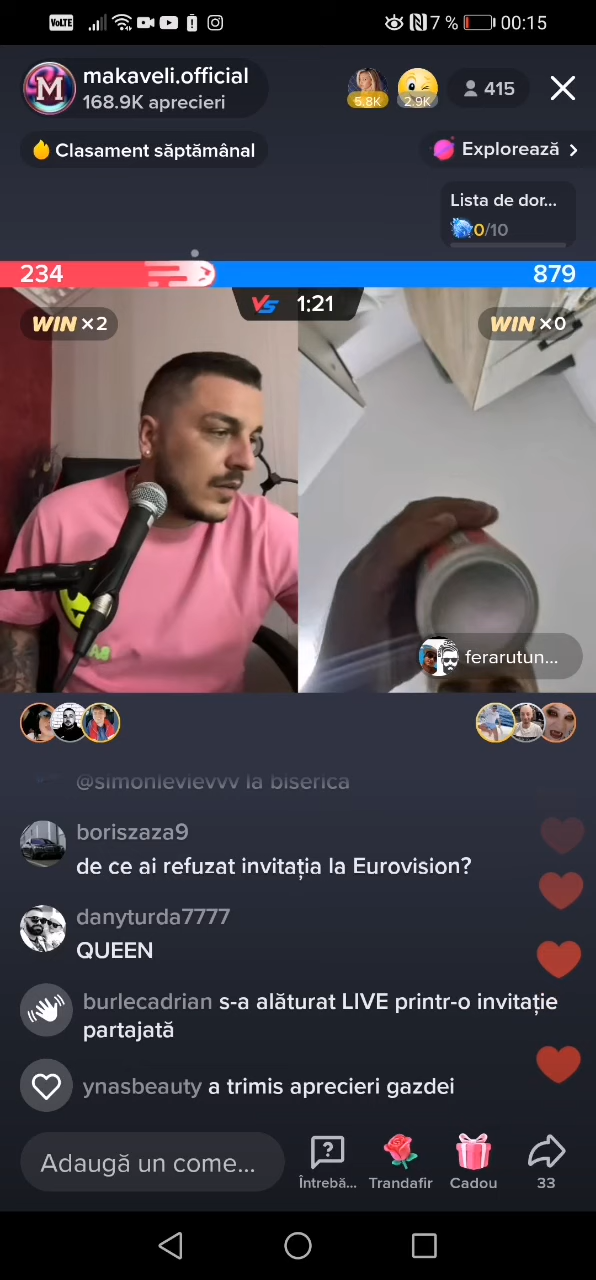 VoLTE 7 % 00:15
M makaveli.official
168.9K aprecieri
5.8K 2.9K 415
Clasament săptămânal
Explorează
Lista de dor...
0/10
234 879
VS 1:21
WIN ×2 WIN ×0
ferarutun...
@simonlevievvv la biserica
boriszaza9
de ce ai refuzat invitația la Eurovision?
danyturda7777
QUEEN
burlecadrian s-a alăturat LIVE printr-o invitație
partajată
ynasbeauty a trimis aprecieri gazdei
Adaugă un come...
Întrebă... Trandafir Cadou 33